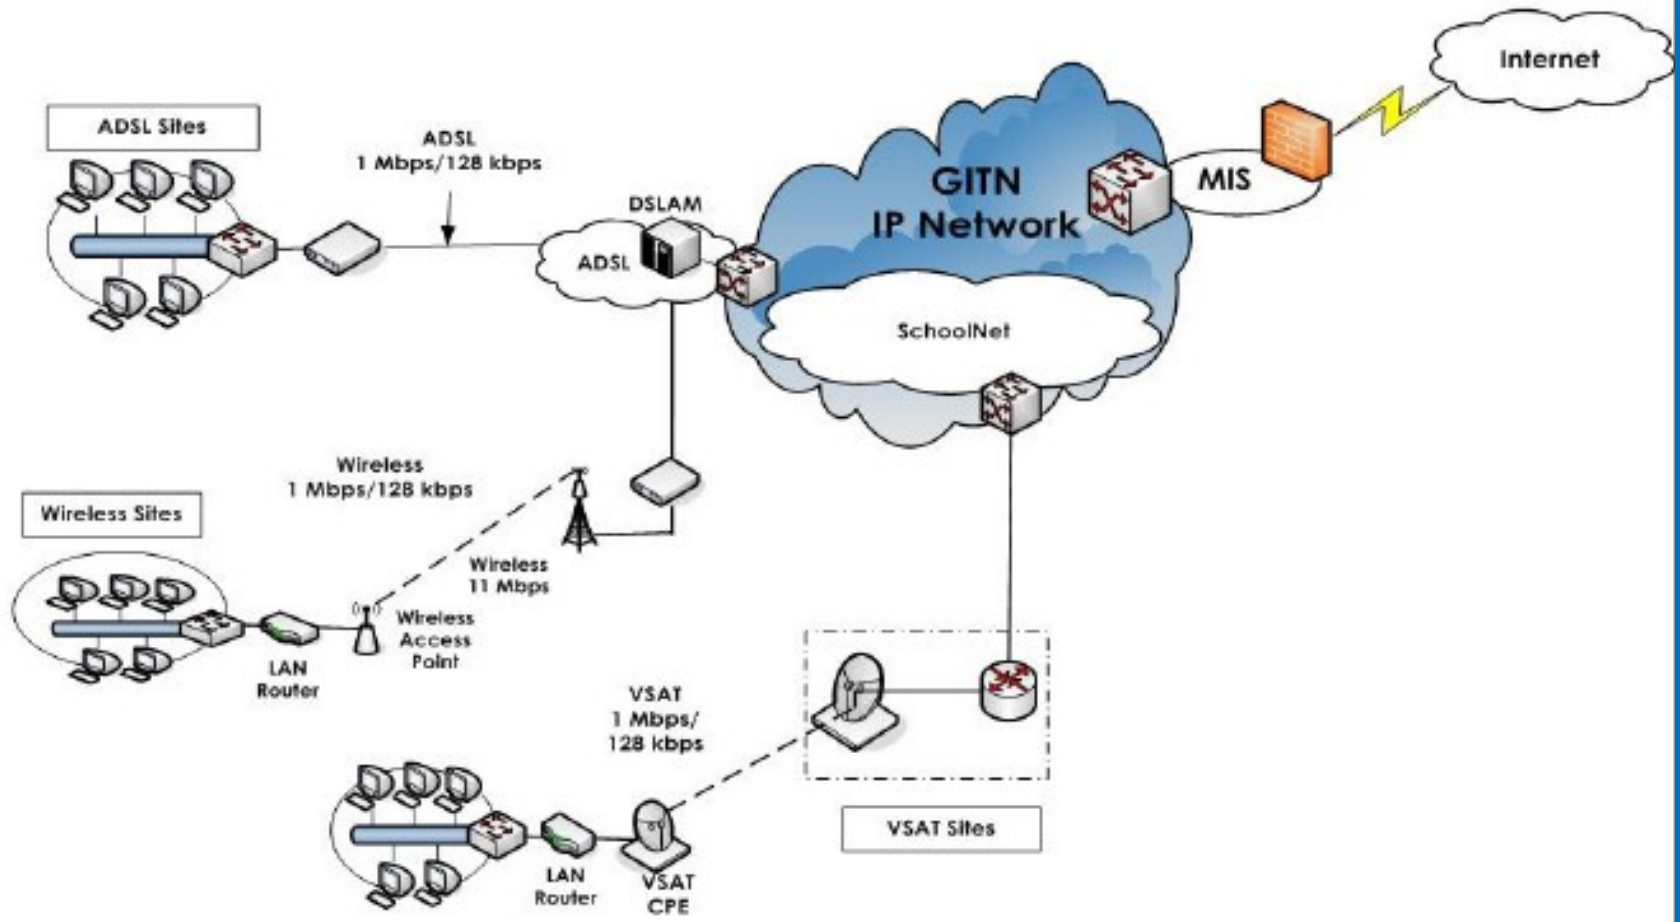 Internet
ADSL Sites
ADSL
1 Mbps/128 kbps
DSLAM
ADSL
GITN
IP Network
MIS
SchoolNet
Wireless
1 Mbps/128 kbps
Wireless Sites
Wireless
11 Mbps
Wireless
Access
Point
LAN
Router
VSAT
1 Mbps/
128 kbps
VSAT Sites
LAN
Router
VSAT
CPE